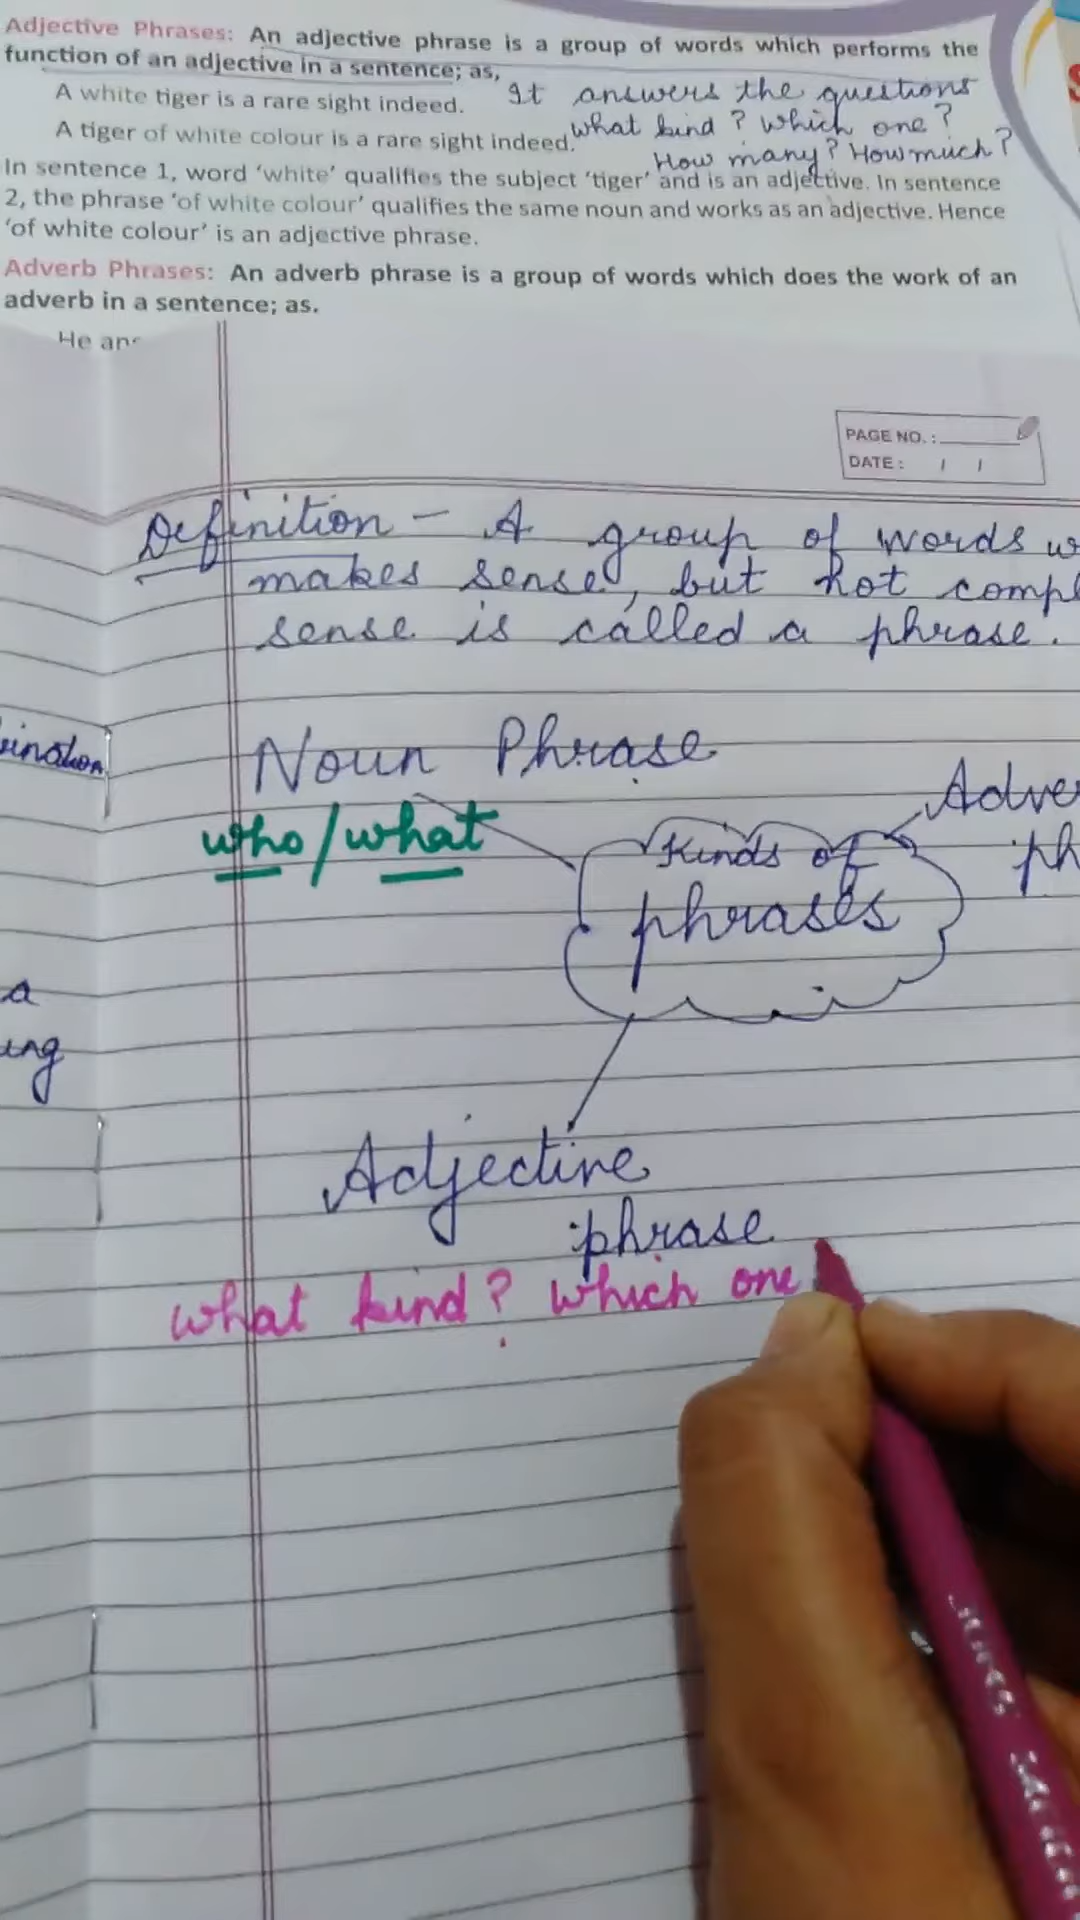 Adjective Phrases: An adjective phrase is a group of words which performs the
function of an adjective in a sentence; as,
A white tiger is a rare sight indeed.
It answers the questions
A tiger of white colour is a rare sight indeed.
what kind? which one?
How many? How much?
In sentence 1, word ‘white’ qualifies the subject ‘tiger’ and is an adjective. In sentence
2, the phrase ‘of white colour’ qualifies the same noun and works as an adjective. Hence
‘of white colour’ is an adjective phrase.
Adverb Phrases: An adverb phrase is a group of words which does the work of an
adverb in a sentence; as.
He
PAGE NO. :
DATE : / /
Definition - A group of words
makes sense, but not
sense is called a phrase.
Noun Phrase
who/what
Kinds of
phrases
Adjective
phrase
what kind? which one
a